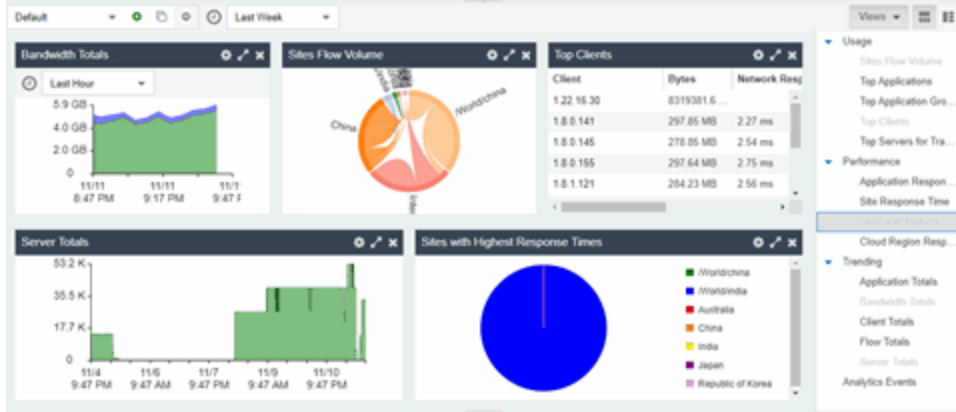 Default
Last Week
Views
Bandwidth Totals
Last Hour
5.9 GB
4.0 GB
2.0 GB
0
11/11 11/11 11/1
8:47 PM 9:17 PM 9:47 F
Sites Flow Volume
/World/china
China
India
Inter
Top Clients
Client Bytes Network Resp
1.22.16.30 8319381.6 ...
1.8.0.141 297.85 MB 2.27 ms
1.8.0.145 278.85 MB 2.54 ms
1.8.0.155 297.64 MB 2.75 ms
1.8.1.121 284.23 MB 2.56 ms
Server Totals
53.2 K
35.5 K
17.7 K
0
11/4 11/6 11/7 11/9 11/10
9:47 PM 9:47 AM 9:47 PM 9:47 AM 9:47 PM
Sites with Highest Response Times
/World/china
/World/india
Australia
China
India
Japan
Republic of Korea
Usage
Sites Flow Volume
Top Applications
Top Application Gro...
Top Clients
Top Servers for Tra...
Performance
Application Respon...
Site Response Time
Cloud Region Resp...
Trending
Application Totals
Bandwidth Totals
Client Totals
Flow Totals
Server Totals
Analytics Events